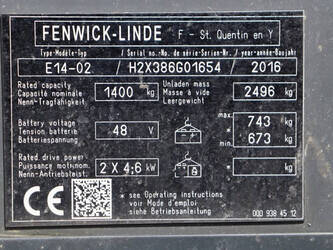 FENWICK-LINDE F - St. Quentin en Y
Type-Modèle-Typ / Serial no.-No. de série-Serien-Nr. / year-année-Baujahr
E14-02 / H2X386G01654 / 2016
Rated capacity
Capacité nominale 1400 kg
Nenn-Tragfähigkeit
Unladen mass
Masse à vide 2496 kg
Leergewicht
Battery voltage
Tension batterie 48 V
Batteriespannung
max. 743 kg
min. 673 kg
Rated drive power
Puissance motr.nom. 2 X 4,6 kW
Nenn-Antriebsleist.
kg
CE
* see Operating instructions
voir Mode d'emploi
siehe Betriebsanleitung
000 938 45 12